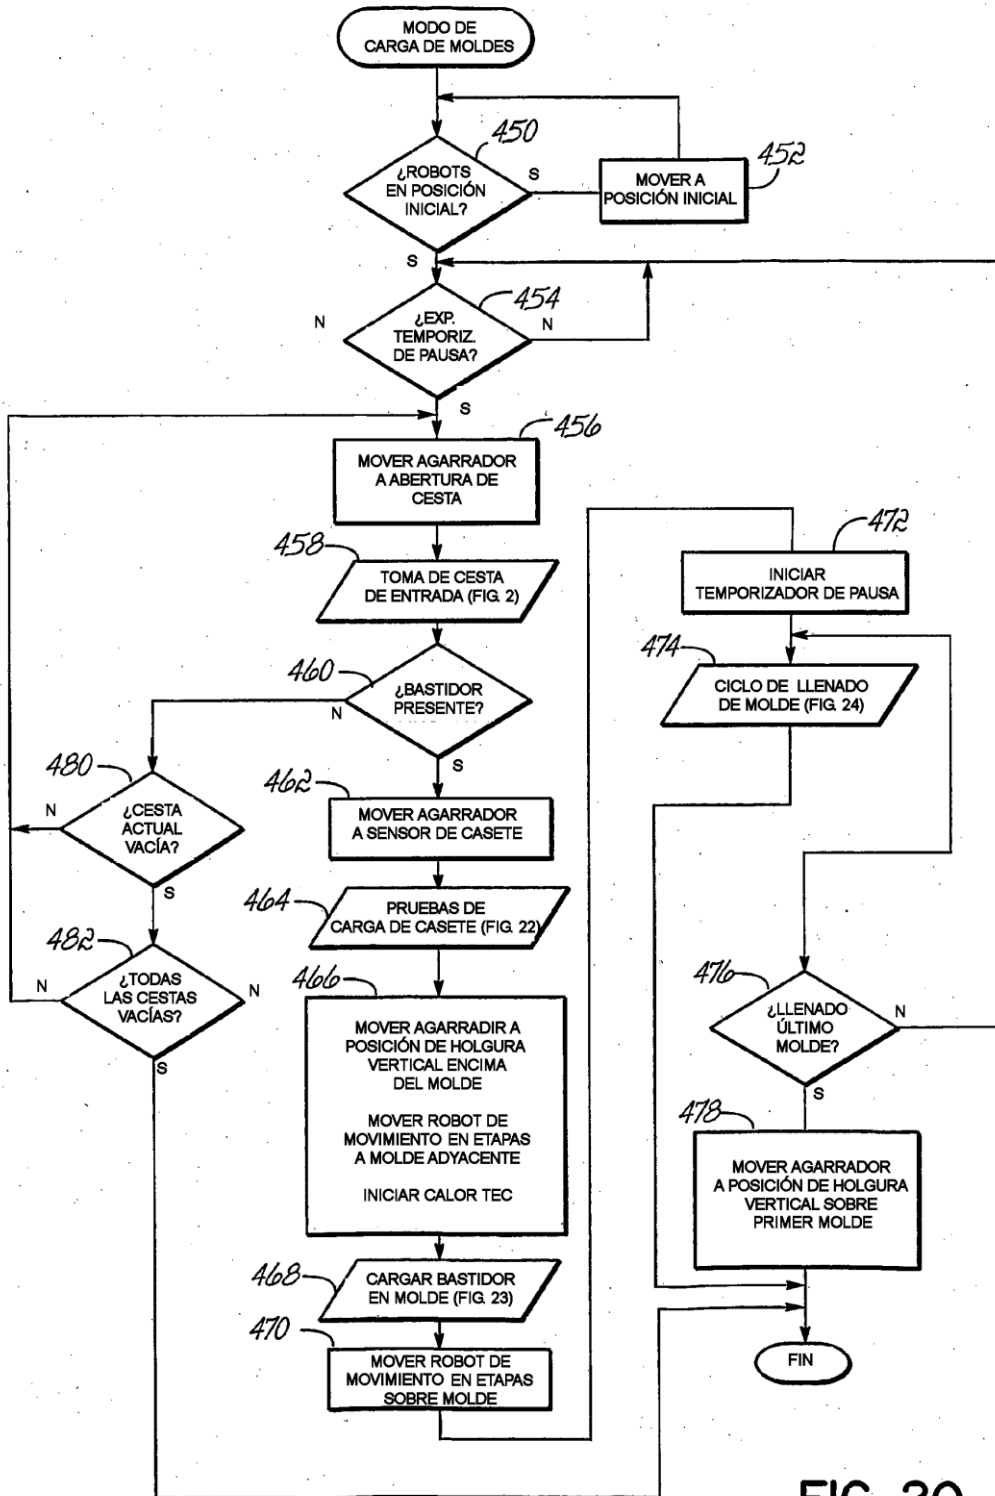 MODO DE
CARGA DE MOLDES
450
¿ROBOTS
EN POSICIÓN
INICIAL?
S
452
MOVER A
POSICIÓN INICIAL
S
454
N
¿EXP.
TEMPORIZ.
DE PAUSA?
N
S
456
MOVER AGARRADOR
A ABERTURA DE
CESTA
458
TOMA DE CESTA
DE ENTRADA (FIG. 2)
460
¿BASTIDOR
PRESENTE?
N
S
462
MOVER AGARRADOR
A SENSOR DE CASETE
464
PRUEBAS DE
CARGA DE CASETE (FIG. 22)
466
MOVER AGARRADIR A
POSICIÓN DE HOLGURA
VERTICAL ENCIMA
DEL MOLDE
MOVER ROBOT DE
MOVIMIENTO EN ETAPAS
A MOLDE ADYACENTE
INICIAR CALOR TEC
468
CARGAR BASTIDOR
EN MOLDE (FIG. 23)
470
MOVER ROBOT DE
MOVIMIENTO EN ETAPAS
SOBRE MOLDE
480
N
¿CESTA
ACTUAL
VACÍA?
S
482
N
¿TODAS
LAS CESTAS
VACÍAS?
N
S
472
INICIAR
TEMPORIZADOR DE PAUSA
474
CICLO DE LLENADO
DE MOLDE (FIG. 24)
476
¿LLENADO
ÚLTIMO
MOLDE?
N
S
478
MOVER AGARRADOR
A POSICIÓN DE HOLGURA
VERTICAL SOBRE
PRIMER MOLDE
FIN